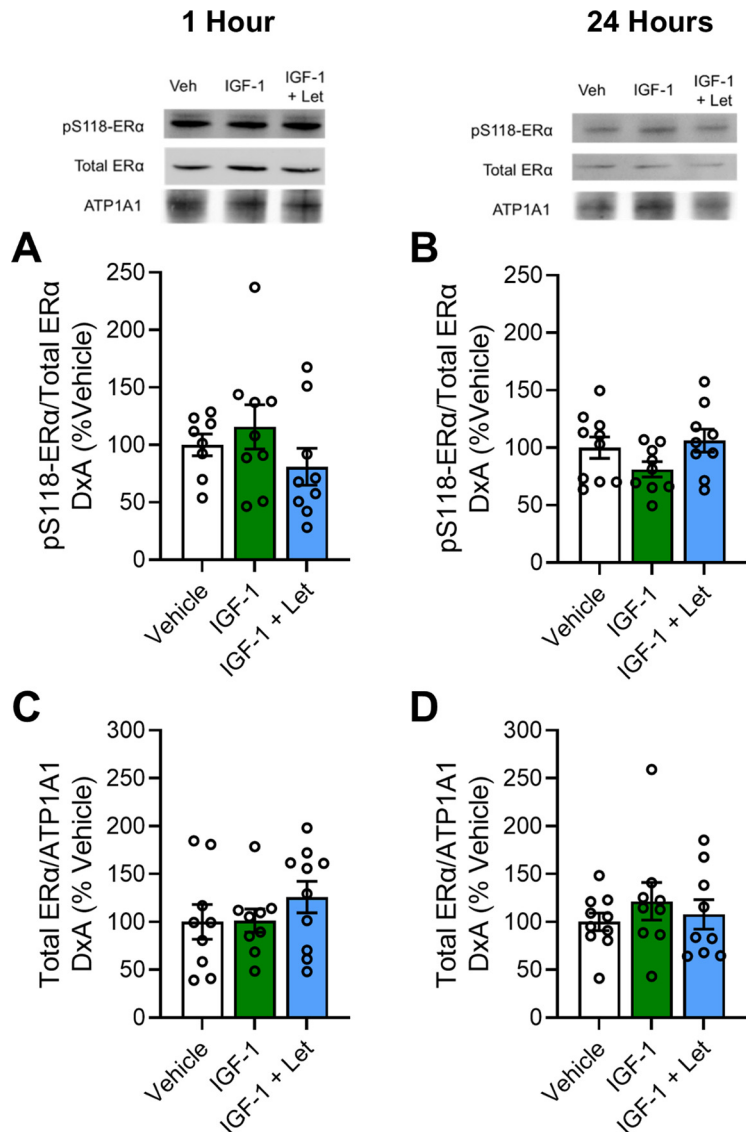 1 Hour
24 Hours
Veh IGF-1 IGF-1
+ Let
pS118-ERα
Total ERα
ATP1A1
Veh IGF-1 IGF-1
+ Let
pS118-ERα
Total ERα
ATP1A1
A
pS118-ERα/Total ERα
DxA (%Vehicle)
250
200
150
100
50
0
Vehicle
IGF-1
IGF-1 + Let
B
pS118-ERα/Total ERα
DxA (%Vehicle)
250
200
150
100
50
0
Vehicle
IGF-1
IGF-1 + Let
C
Total ERα/ATP1A1
DxA (% Vehicle)
300
250
200
150
100
50
0
Vehicle
IGF-1
IGF-1 + Let
D
Total ERα/ATP1A1
DxA (% Vehicle)
300
250
200
150
100
50
0
Vehicle
IGF-1
IGF-1 + Let